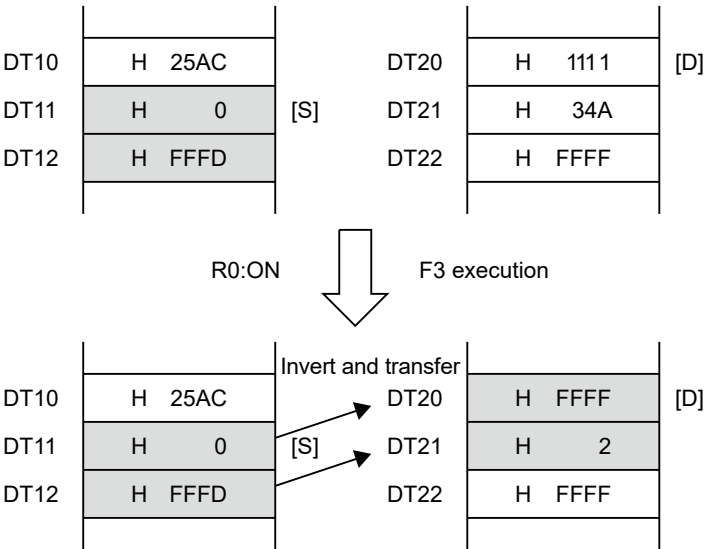 DT10 H 25AC DT20 H 1111 [D]
DT11 H 0 [S] DT21 H 34A
DT12 H FFFD DT22 H FFFF
R0:ON F3 execution
Invert and transfer
DT10 H 25AC DT20 H FFFF [D]
DT11 H 0 [S] DT21 H 2
DT12 H FFFD DT22 H FFFF